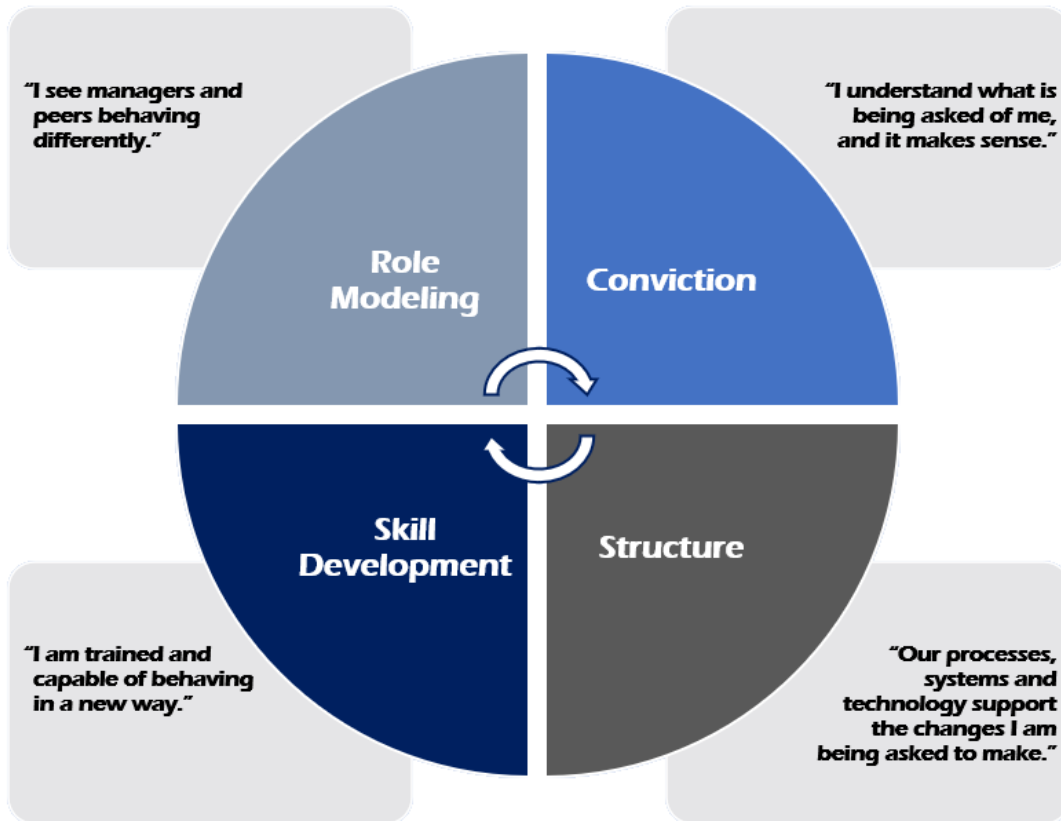 “I see managers and
peers behaving
differently.”
“I understand what is
being asked of me,
and it makes sense.”
Role
Modeling
Conviction
Skill
Development
Structure
“I am trained and
capable of behaving
in a new way.”
“Our processes,
systems and
technology support
the changes I am
being asked to make.”